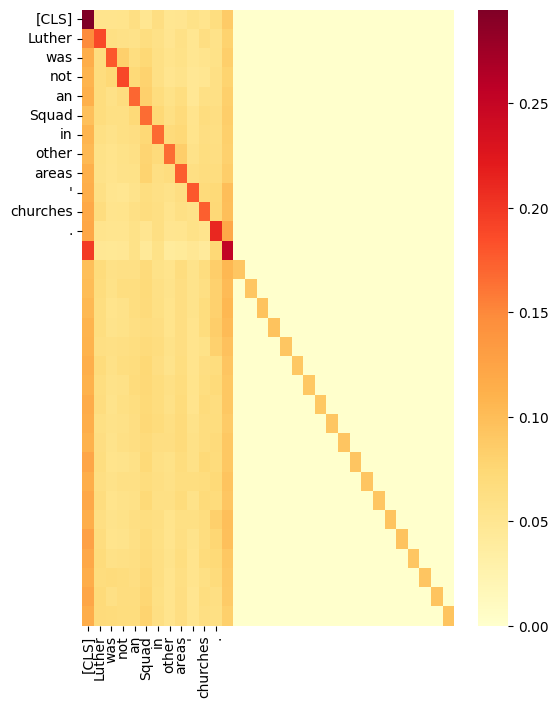 [CLS]
Luther
was
not
an
Squad
in
other
areas
'
churches
.
0.25
0.20
0.15
0.10
0.05
0.00
[CLS]
Luther
was
not
an
Squad
in
other
areas
'
churches
.